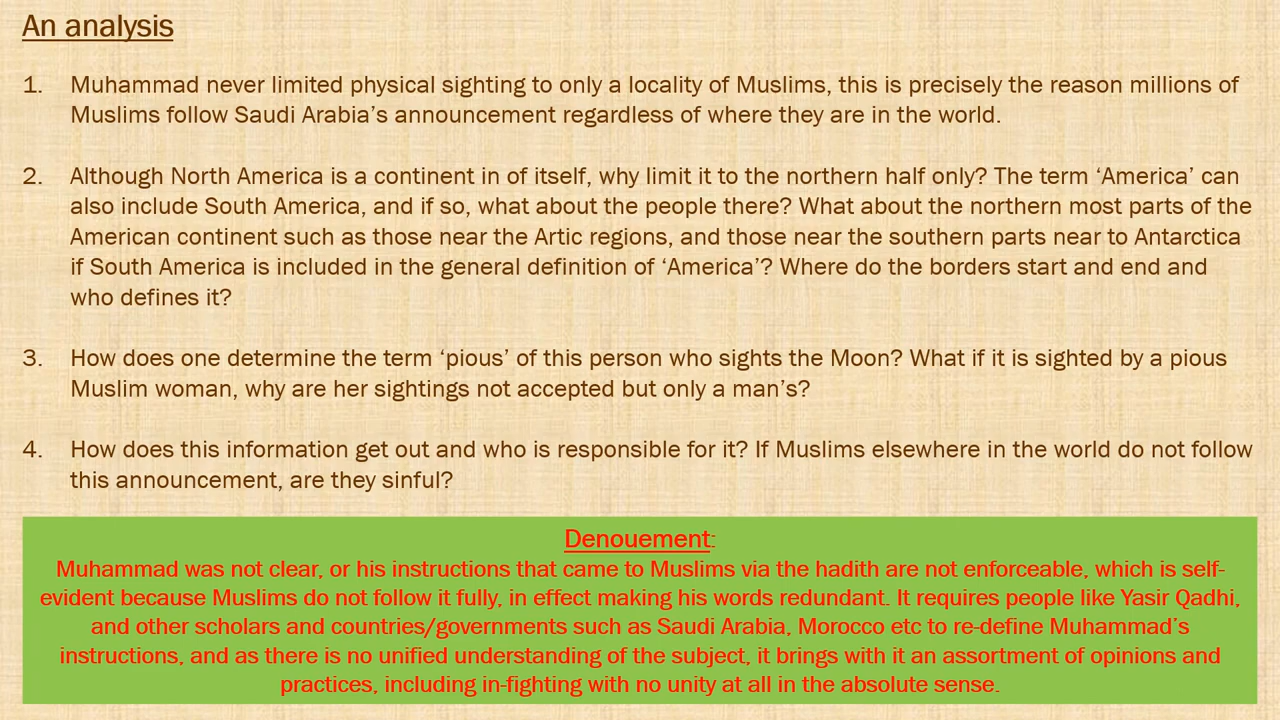 An analysis
1. Muhammad never limited physical sighting to only a locality of Muslims, this is precisely the reason millions of
Muslims follow Saudi Arabia’s announcement regardless of where they are in the world.
2. Although North America is a continent in of itself, why limit it to the northern half only? The term ‘America’ can
also include South America, and if so, what about the people there? What about the northern most parts of the
American continent such as those near the Artic regions, and those near the southern parts near to Antarctica
if South America is included in the general definition of ‘America’? Where do the borders start and end and
who defines it?
3. How does one determine the term ‘pious’ of this person who sights the Moon? What if it is sighted by a pious
Muslim woman, why are her sightings not accepted but only a man’s?
4. How does this information get out and who is responsible for it? If Muslims elsewhere in the world do not follow
this announcement, are they sinful?
Denouement:
Muhammad was not clear, or his instructions that came to Muslims via the hadith are not enforceable, which is self-
evident because Muslims do not follow it fully, in effect making his words redundant. It requires people like Yasir Qadhi,
and other scholars and countries/governments such as Saudi Arabia, Morocco etc to re-define Muhammad’s
instructions, and as there is no unified understanding of the subject, it brings with it an assortment of opinions and
practices, including in-fighting with no unity at all in the absolute sense.